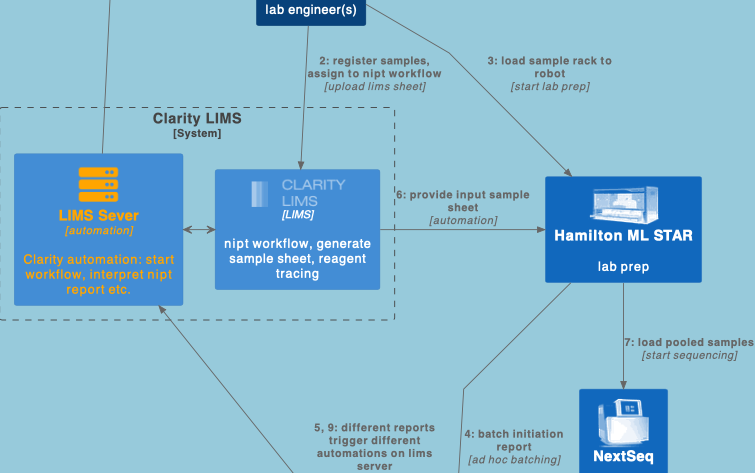 lab engineer(s)
2: register samples,
assign to nipt workflow
[upload lims sheet]
3: load sample rack to
robot
[start lab prep]
Clarity LIMS
[System]
LIMS Sever
[automation]
Clarity automation: start
workflow, interpret nipt
report etc.
CLARITY
LIMS
[LIMS]
nipt workflow, generate
sample sheet, reagent
tracing
6: provide input sample
sheet
[automation]
Hamilton ML STAR
lab prep
7: load pooled samples
[start sequencing]
5, 9: different reports
trigger different
automations on lims
server
4: batch initiation
report
[ad hoc batching]
NextSeq